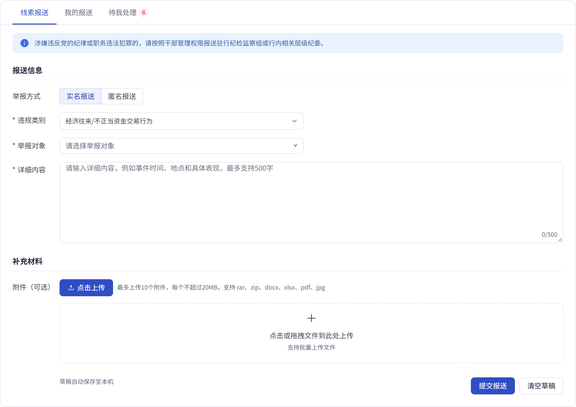 线索报送 我的报送 待我处理 6
涉嫌违反党的纪律或职务违法犯罪的，请按照干部管理权限报送驻行纪检监察组或行内相关层级纪委。
报送信息
举报方式 实名报送 匿名报送
* 违规类别 经济往来/不正当资金交易行为
* 举报对象 请选择举报对象
* 详细内容 请输入详细内容，例如事件时间、地点和具体表现，最多支持500字
0/500
补充材料
附件（可选） 点击上传 最多上传10个附件，每个不超过20MB，支持 rar、zip、docx、xlsx、pdf、jpg
点击或拖拽文件到此处上传
支持批量上传文件
草稿自动保存至本机
提交报送 清空草稿